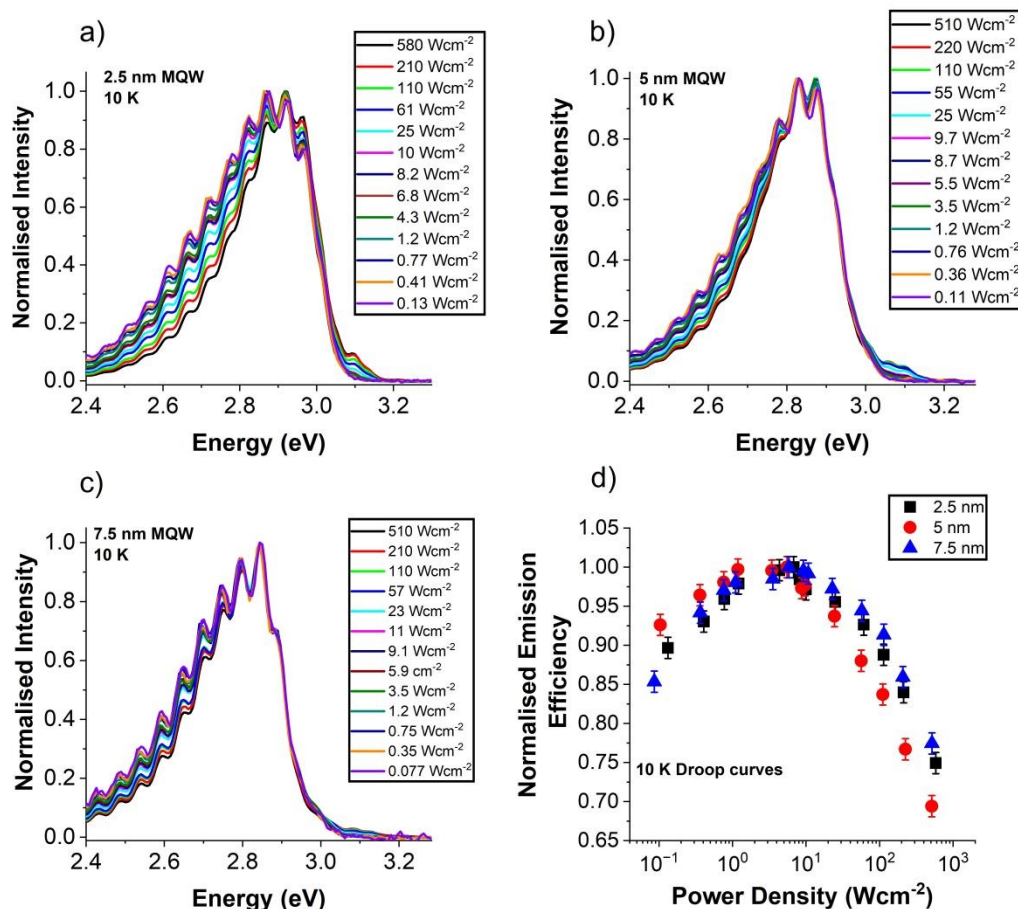 a)
2.5 nm MQW
10 K
580 Wcm-2
210 Wcm-2
110 Wcm-2
61 Wcm-2
25 Wcm-2
10 Wcm-2
8.2 Wcm-2
6.8 Wcm-2
4.3 Wcm-2
1.2 Wcm-2
0.77 Wcm-2
0.41 Wcm-2
0.13 Wcm-2
Normalised Intensity
1.0
0.8
0.6
0.4
0.2
0.0
2.4 2.6 2.8 3.0 3.2
Energy (eV)
b)
5 nm MQW
10 K
510 Wcm-2
220 Wcm-2
110 Wcm-2
55 Wcm-2
25 Wcm-2
9.7 Wcm-2
8.7 Wcm-2
5.5 Wcm-2
3.5 Wcm-2
1.2 Wcm-2
0.76 Wcm-2
0.36 Wcm-2
0.11 Wcm-2
Normalised Intensity
1.0
0.8
0.6
0.4
0.2
0.0
2.4 2.6 2.8 3.0 3.2
Energy (eV)
c)
7.5 nm MQW
10 K
510 Wcm-2
210 Wcm-2
110 Wcm-2
57 Wcm-2
23 Wcm-2
11 Wcm-2
9.1 Wcm-2
5.9 cm-2
3.5 Wcm-2
1.2 Wcm-2
0.75 Wcm-2
0.35 Wcm-2
0.077 Wcm-2
Normalised Intensity
1.0
0.8
0.6
0.4
0.2
0.0
2.4 2.6 2.8 3.0 3.2
Energy (eV)
d)
2.5 nm
5 nm
7.5 nm
Normalised Emission
Efficiency
1.05
1.00
0.95
0.90
0.85
0.80
0.75
0.70
0.65
10 K Droop curves
10-1 100 101 102 103
Power Density (Wcm-2)